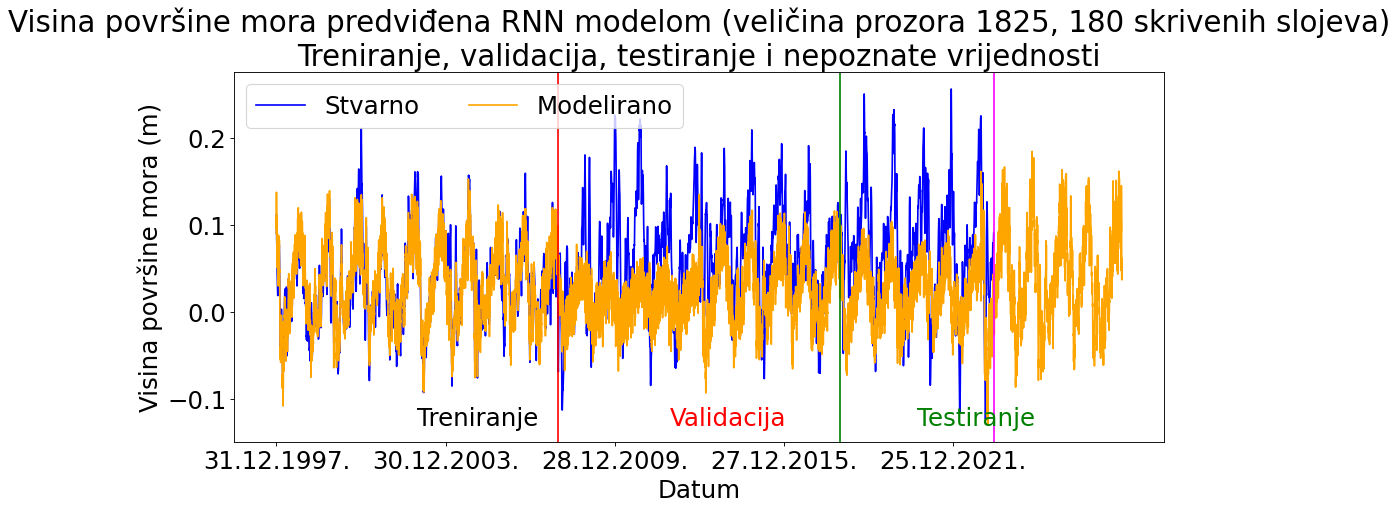 Visina površine mora predviđena RNN modelom (veličina prozora 1825, 180 skrivenih slojeva)
Treniranje, validacija, testiranje i nepoznate vrijednosti
Stvarno
Modelirano
Visina površine mora (m)
0.2
0.1
0.0
−0.1
Treniranje
Validacija
Testiranje
31.12.1997.
30.12.2003.
28.12.2009.
27.12.2015.
25.12.2021.
Datum